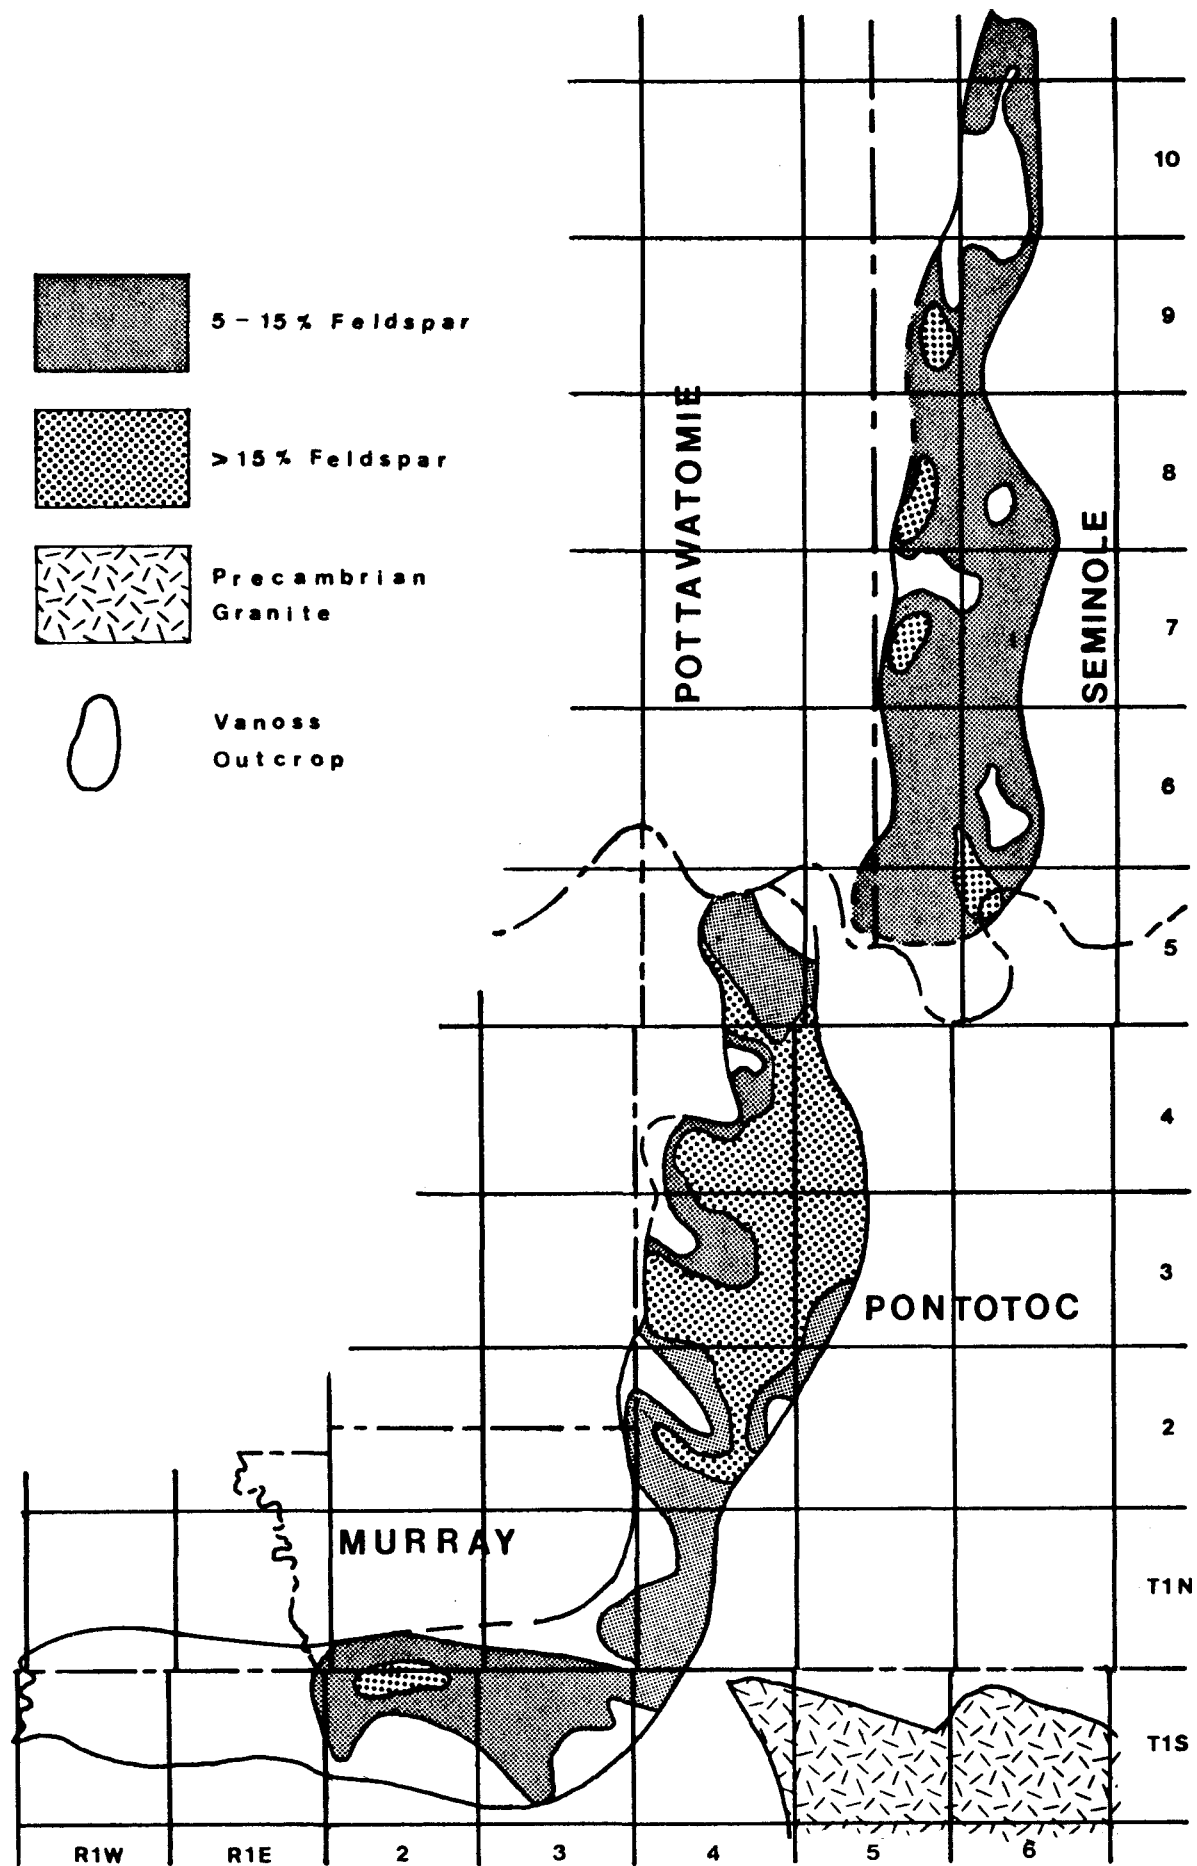 10
9
5-15% Feldspar
>15% Feldspar
POTTAWATOMIE
8
SEMINOLE
Precambrian
Granite
7
Vanoss
Outcrop
6
5
4
3
PONTOTOC
2
MURRAY
T1N
T1S
R1W R1E 2 3 4 5 6